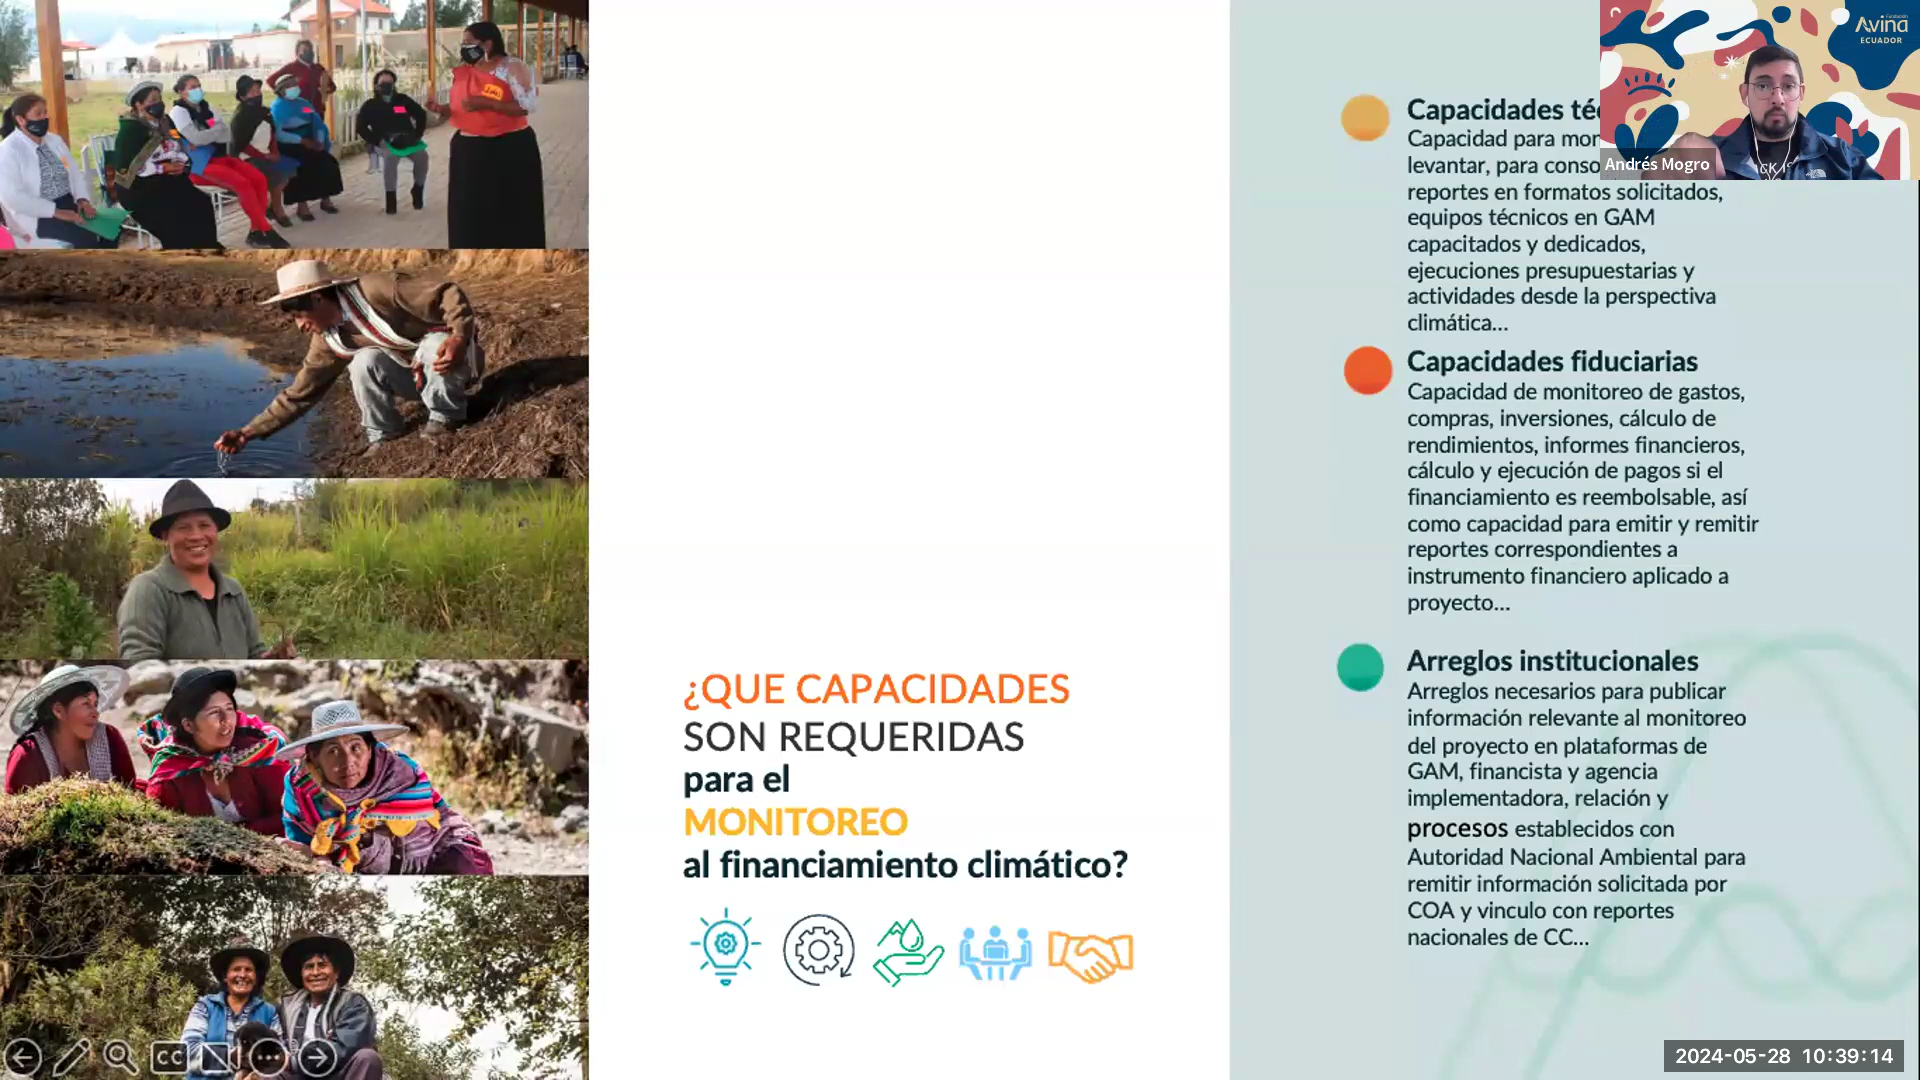 ¿QUE CAPACIDADES
SON REQUERIDAS
para el
MONITOREO
al financiamiento climático?
Capacidades
Capacidad para
levantar, para
reportes en formatos solicitados,
equipos técnicos en GAM
capacitados y dedicados,
ejecuciones presupuestarias y
actividades desde la perspectiva
climática...
Capacidades fiduciarias
Capacidad de monitoreo de gastos,
compras, inversiones, cálculo de
rendimientos, informes financieros,
cálculo y ejecución de pagos si el
financiamiento es reembolsable, así
como capacidad para emitir y remitir
reportes correspondientes a
instrumento financiero aplicado a
proyecto...
Arreglos institucionales
Arreglos necesarios para publicar
información relevante al monitoreo
del proyecto en plataformas de
GAM, financista y agencia
implementadora, relación y
procesos establecidos con
Autoridad Nacional Ambiental para
remitir información solicitada por
COA y vinculo con reportes
nacionales de CC...
Avina
ECUADOR
Andrés Mogro
CC
2024-05-28 10:39:14